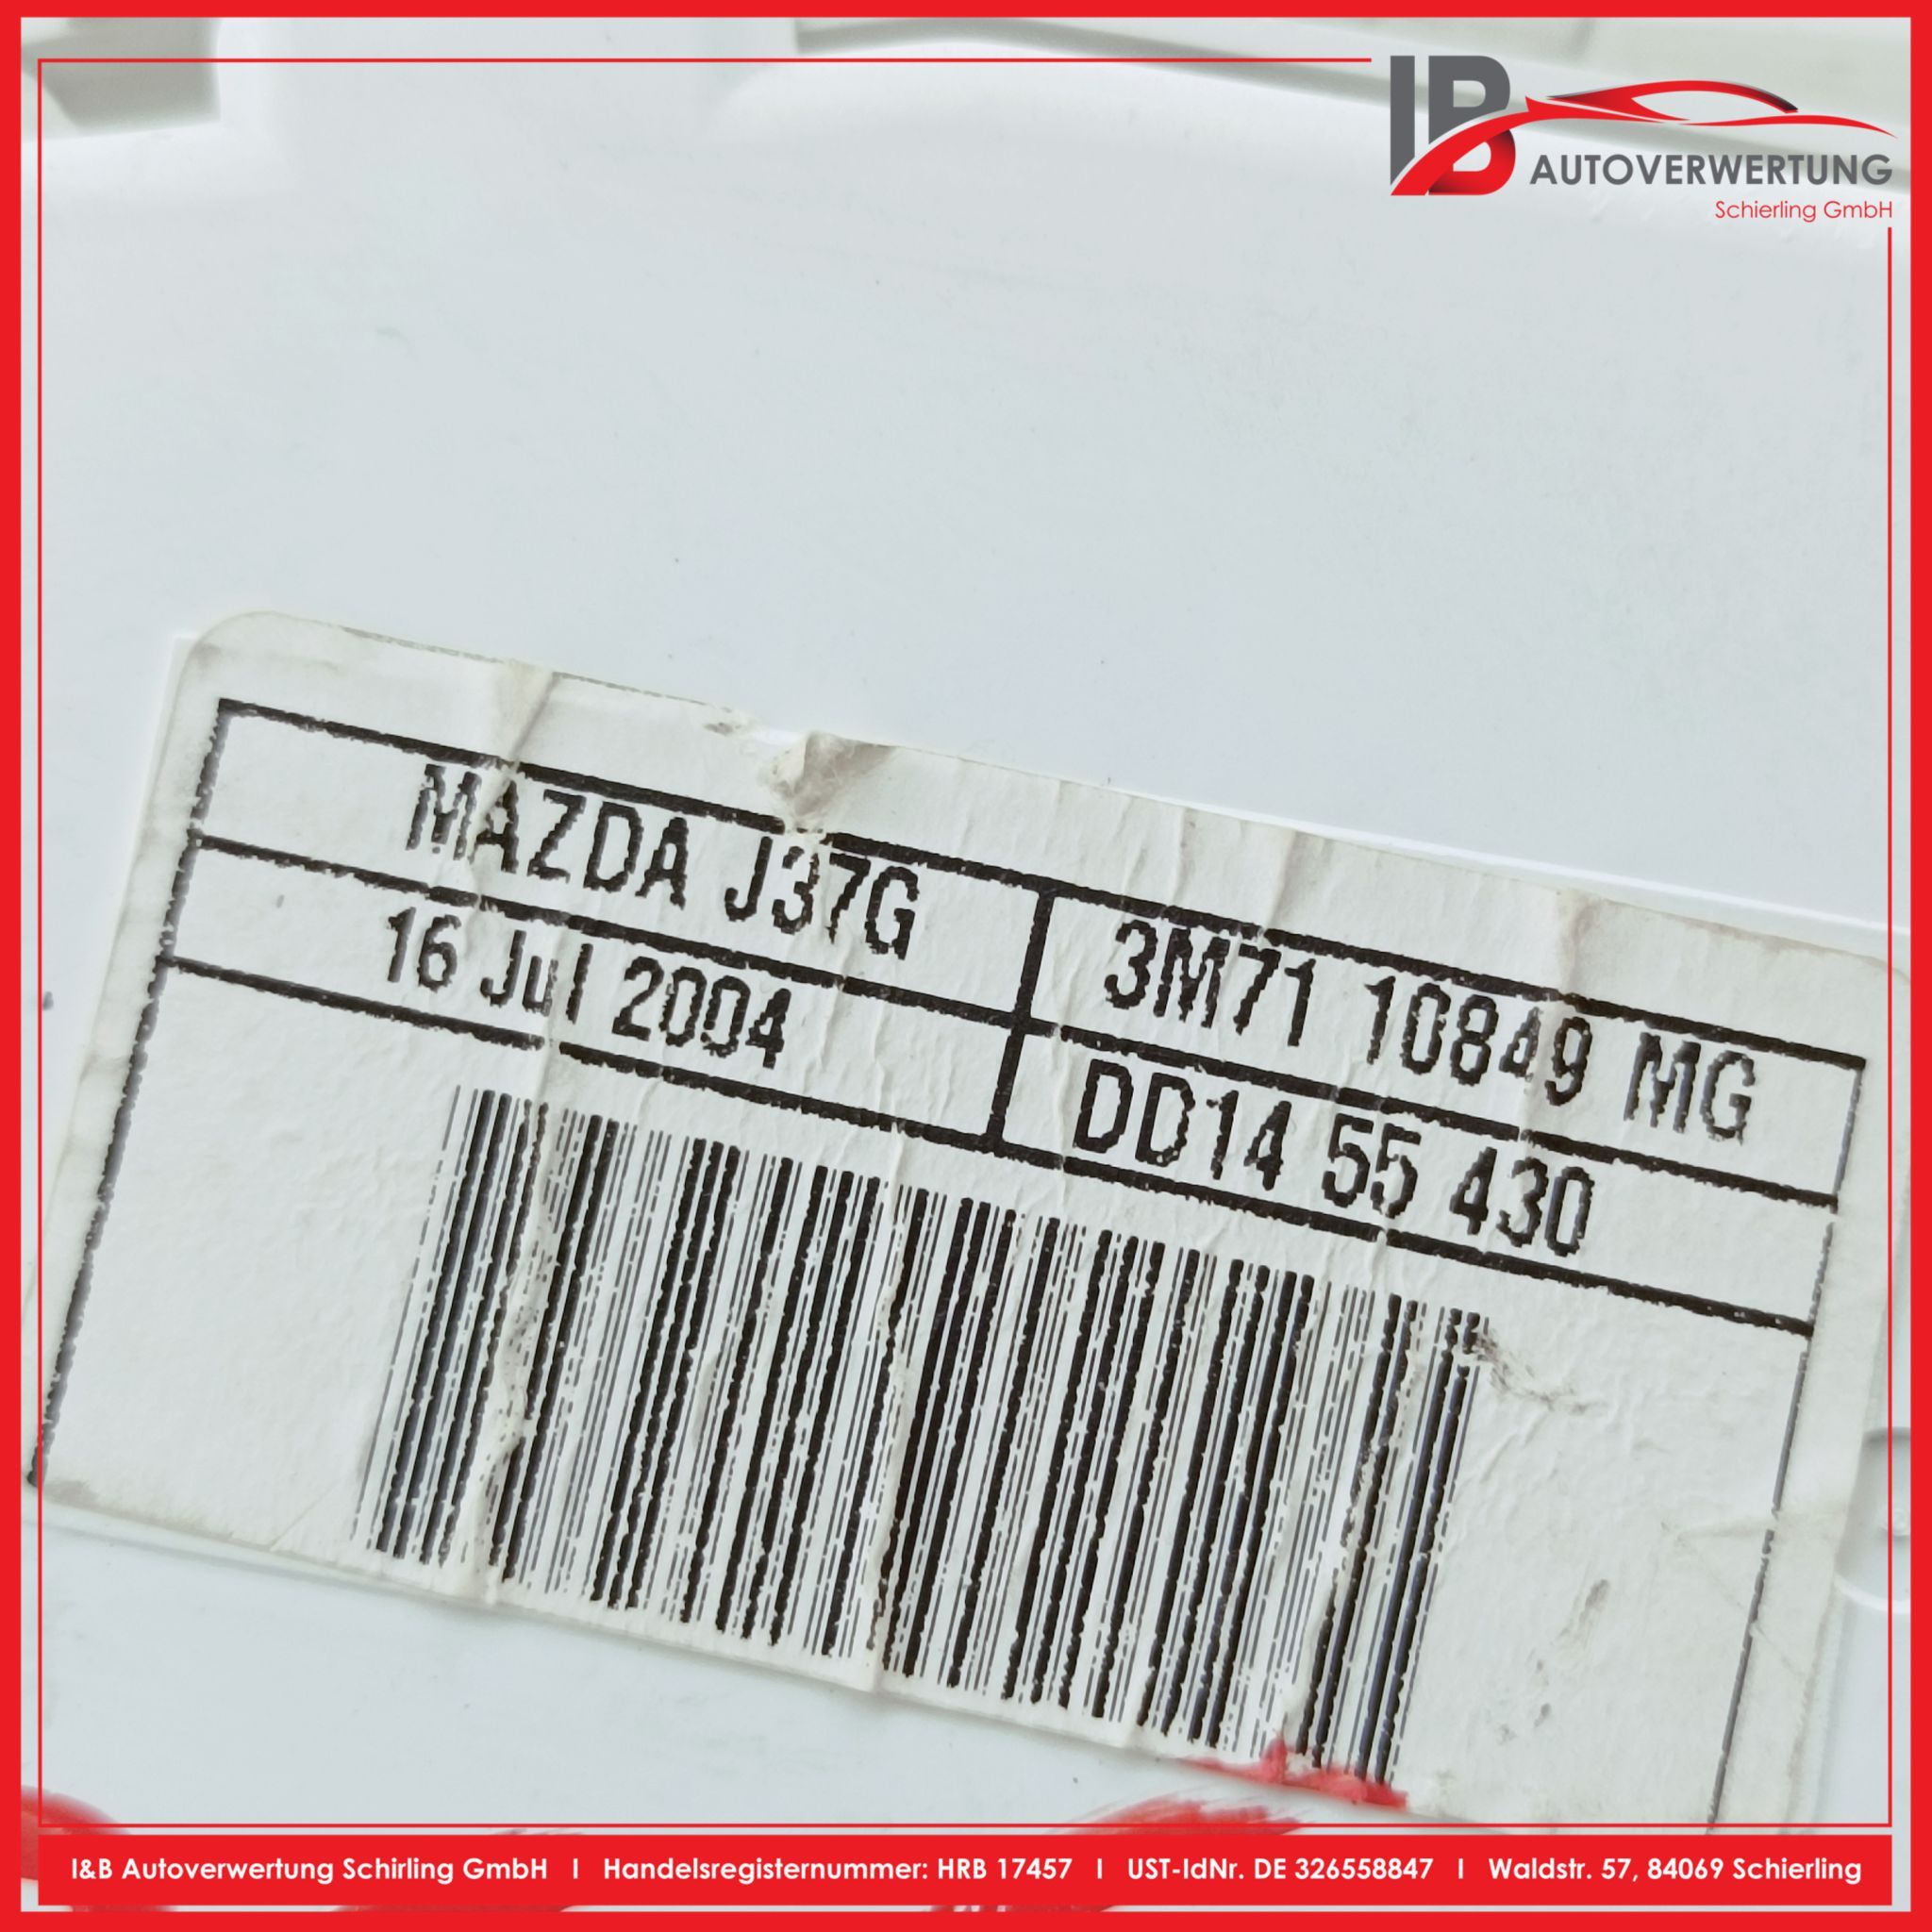 IB AUTOVERWERTUNG
Schierling GmbH
MAZDA J37G
3M71 10849 MG
16 Jul 2004
DD14 55 430
I&B Autoverwertung Schirling GmbH I Handelsregisternummer: HRB 17457 I UST-IdNr. DE 326558847 I Waldstr. 57, 84069 Schierling